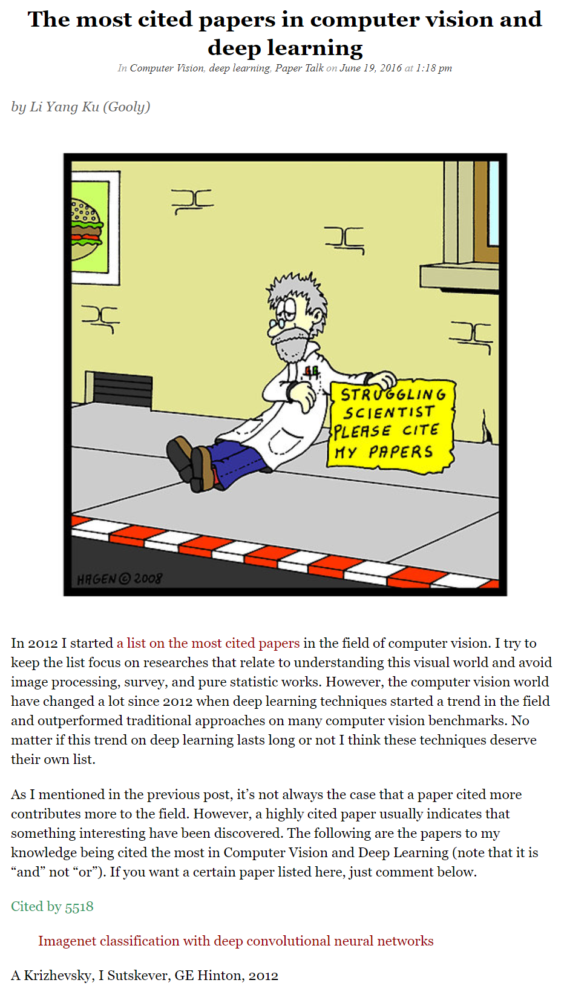 The most cited papers in computer vision and
deep learning
In Computer Vision, deep learning, Paper Talk on June 19, 2016 at 1:18 pm
by Li Yang Ku (Gooly)
STRUGGLING
SCIENTIST
PLEASE CITE
MY PAPERS
HAGEN © 2008
In 2012 I started a list on the most cited papers in the field of computer vision. I try to
keep the list focus on researches that relate to understanding this visual world and avoid
image processing, survey, and pure statistic works. However, the computer vision world
have changed a lot since 2012 when deep learning techniques started a trend in the field
and outperformed traditional approaches on many computer vision benchmarks. No
matter if this trend on deep learning lasts long or not I think these techniques deserve
their own list.
As I mentioned in the previous post, it’s not always the case that a paper cited more
contributes more to the field. However, a highly cited paper usually indicates that
something interesting have been discovered. The following are the papers to my
knowledge being cited the most in Computer Vision and Deep Learning (note that it is
“and” not “or”). If you want a certain paper listed here, just comment below.
Cited by 5518
Imagenet classification with deep convolutional neural networks
A Krizhevsky, I Sutskever, GE Hinton, 2012